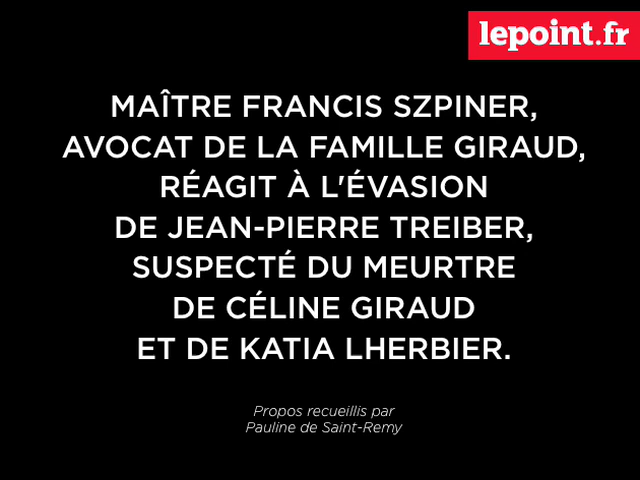 lepoint.fr
MAÎTRE FRANCIS SZPINER,
AVOCAT DE LA FAMILLE GIRAUD,
RÉAGIT À L'ÉVASION
DE JEAN-PIERRE TREIBER,
SUSPECTÉ DU MEURTRE
DE CÉLINE GIRAUD
ET DE KATIA LHERBIER.
Propos recueillis par
Pauline de Saint-Remy